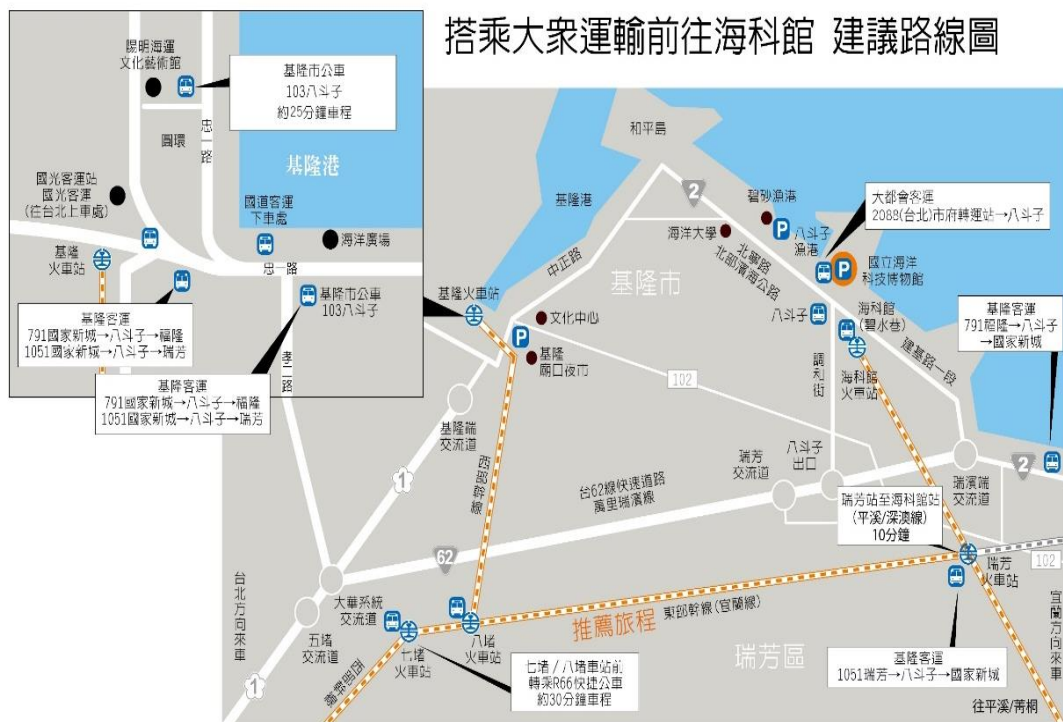 搭乘大眾運輸前往海科館 建議路線圖
陽明海運
文化藝術館
基隆市公車
103八斗子
約25分鐘車程
圓環
忠一路
基隆港
國光客運站
國光客運
(往台北上車處)
國道客運
下車處
海洋廣場
基隆
火車站
忠一路
基隆市公車
103八斗子
基隆客運
791國家新城→八斗子→福隆
1051國家新城→八斗子→瑞芳
孝二路
基隆客運
791國家新城→八斗子→福隆
1051國家新城→八斗子→瑞芳
和平島
基隆港
2
碧砂漁港
八斗子
漁港
海洋大學
北寧路
北部濱海公路
大都會客運
2088(台北)市府轉運站→八斗子
國立海洋
科技博物館
中正路
基隆市
基隆火車站
文化中心
基隆
廟口夜市
八斗子
海科館
(碧水巷)
海科館
火車站
調和街
建基路一段
基隆客運
791福隆→八斗子
→國家新城
102
基隆端
交流道
1
西部幹線
瑞芳
交流道
八斗子
出口
台62線快速道路
萬里瑞濱線
62
瑞濱端
交流道
2
瑞芳站至海科館站
(平溪/深澳線)
10分鐘
瑞芳
火車站
102
台北方向來車
大華系統
交流道
五堵
交流道
1
西部幹線
七堵
火車站
八堵
火車站
推薦旅程
東部幹線(宜蘭線)
七堵/八堵車站前
轉乘R66快捷公車
約30分鐘車程
瑞芳區
基隆客運
1051瑞芳→八斗子→國家新城
宜蘭方向來車
往平溪/菁桐